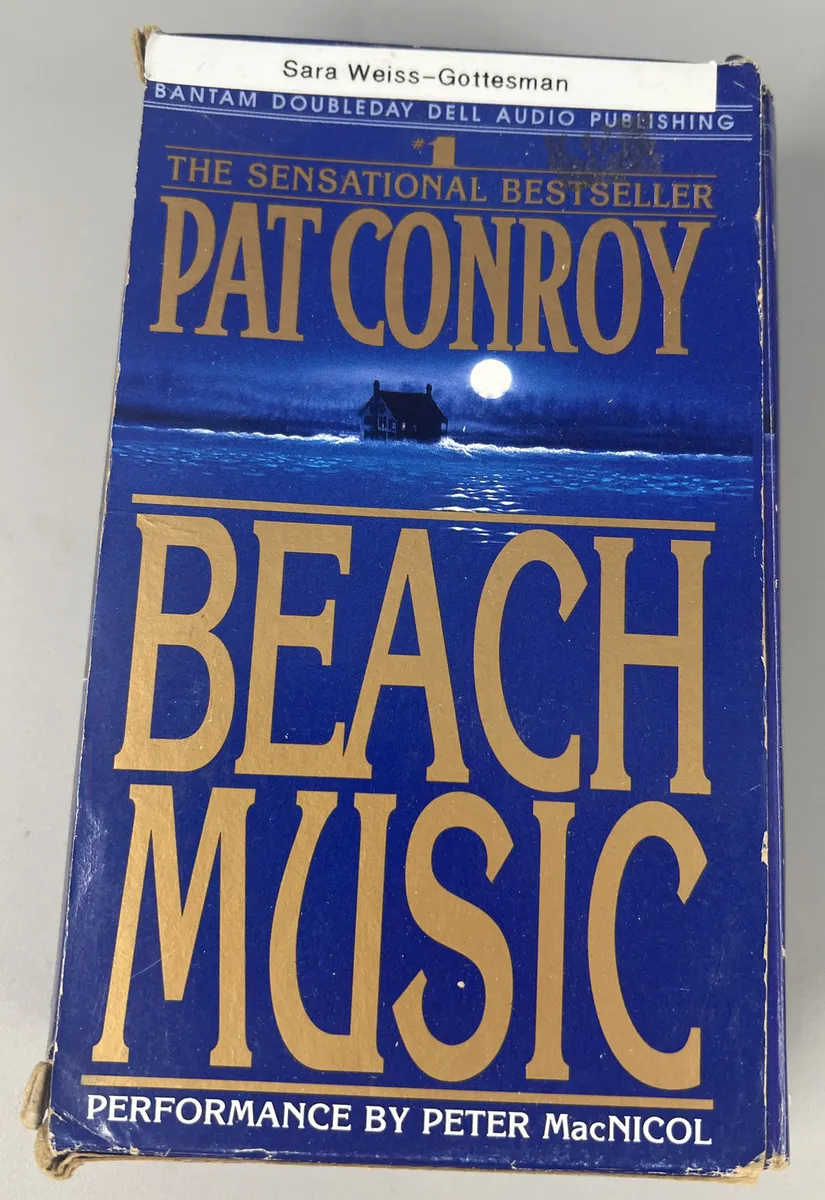 Sara Weiss-Gottesman
BANTAM DOUBLEDAY DELL AUDIO PUBLISHING
#1
THE SENSATIONAL BESTSELLER
PAT CONROY
BEACH
MUSIC
PERFORMANCE BY PETER MacNICOL